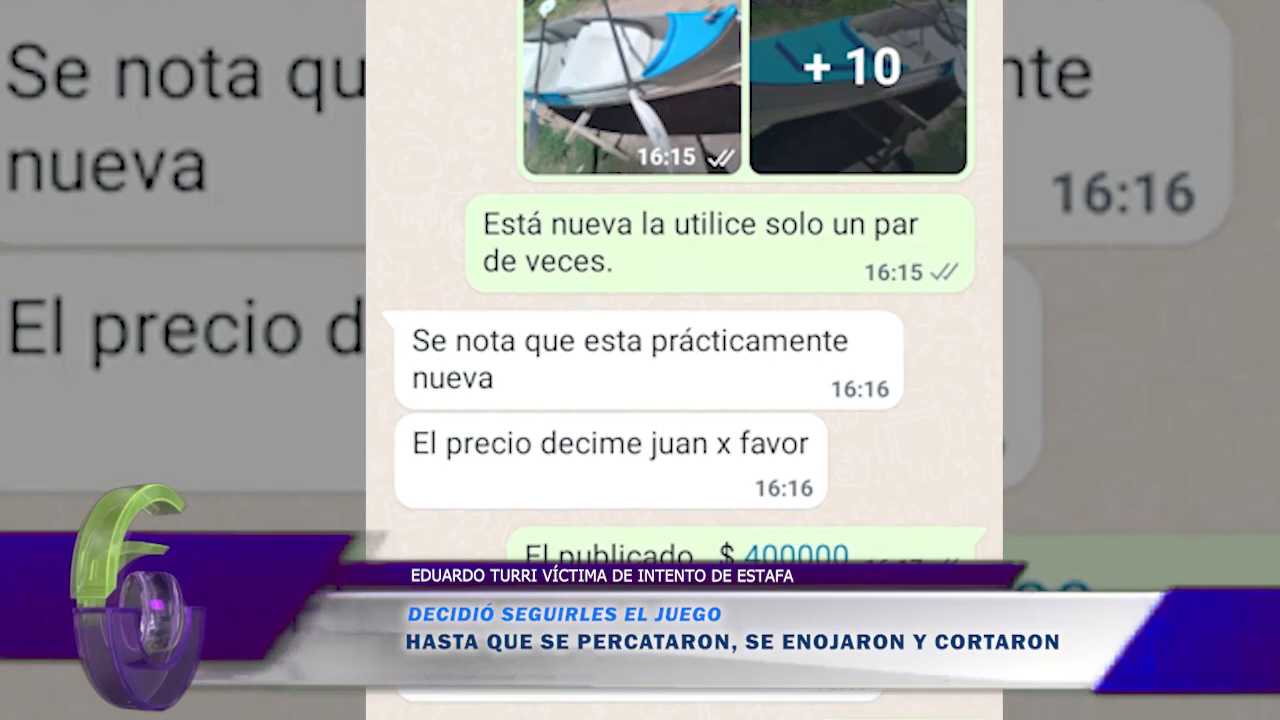 Se nota qu
nueva
nte
16:16
El precio d
+ 10
16:15
Está nueva la utilice solo un par
de veces.
16:15
Se nota que esta prácticamente
nueva
16:16
El precio decime juan x favor
16:16
El publicado $ 400000
EDUARDO TURRI VÍCTIMA DE INTENTO DE ESTAFA
DECIDIÓ SEGUIRLES EL JUEGO
HASTA QUE SE PERCATARON, SE ENOJARON Y CORTARON